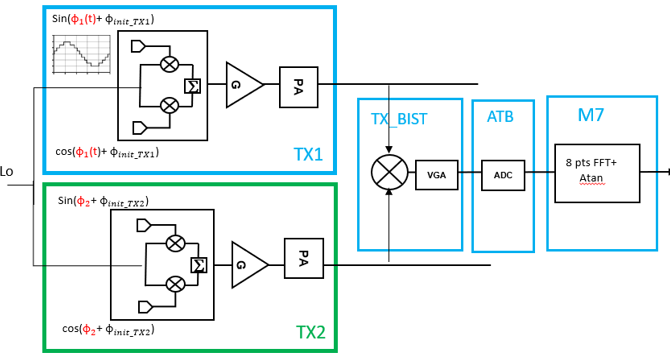 Sin(ϕ₁(t)+ ϕinit_TX1)
G
PA
Σ
cos(ϕ₁(t)+ ϕinit_TX1)
TX1
Lo
Sin(ϕ₂+ ϕinit_TX2)
G
PA
Σ
cos(ϕ₂+ ϕinit_TX2)
TX2
TX_BIST
VGA
ATB
ADC
M7
8 pts FFT+
Atan